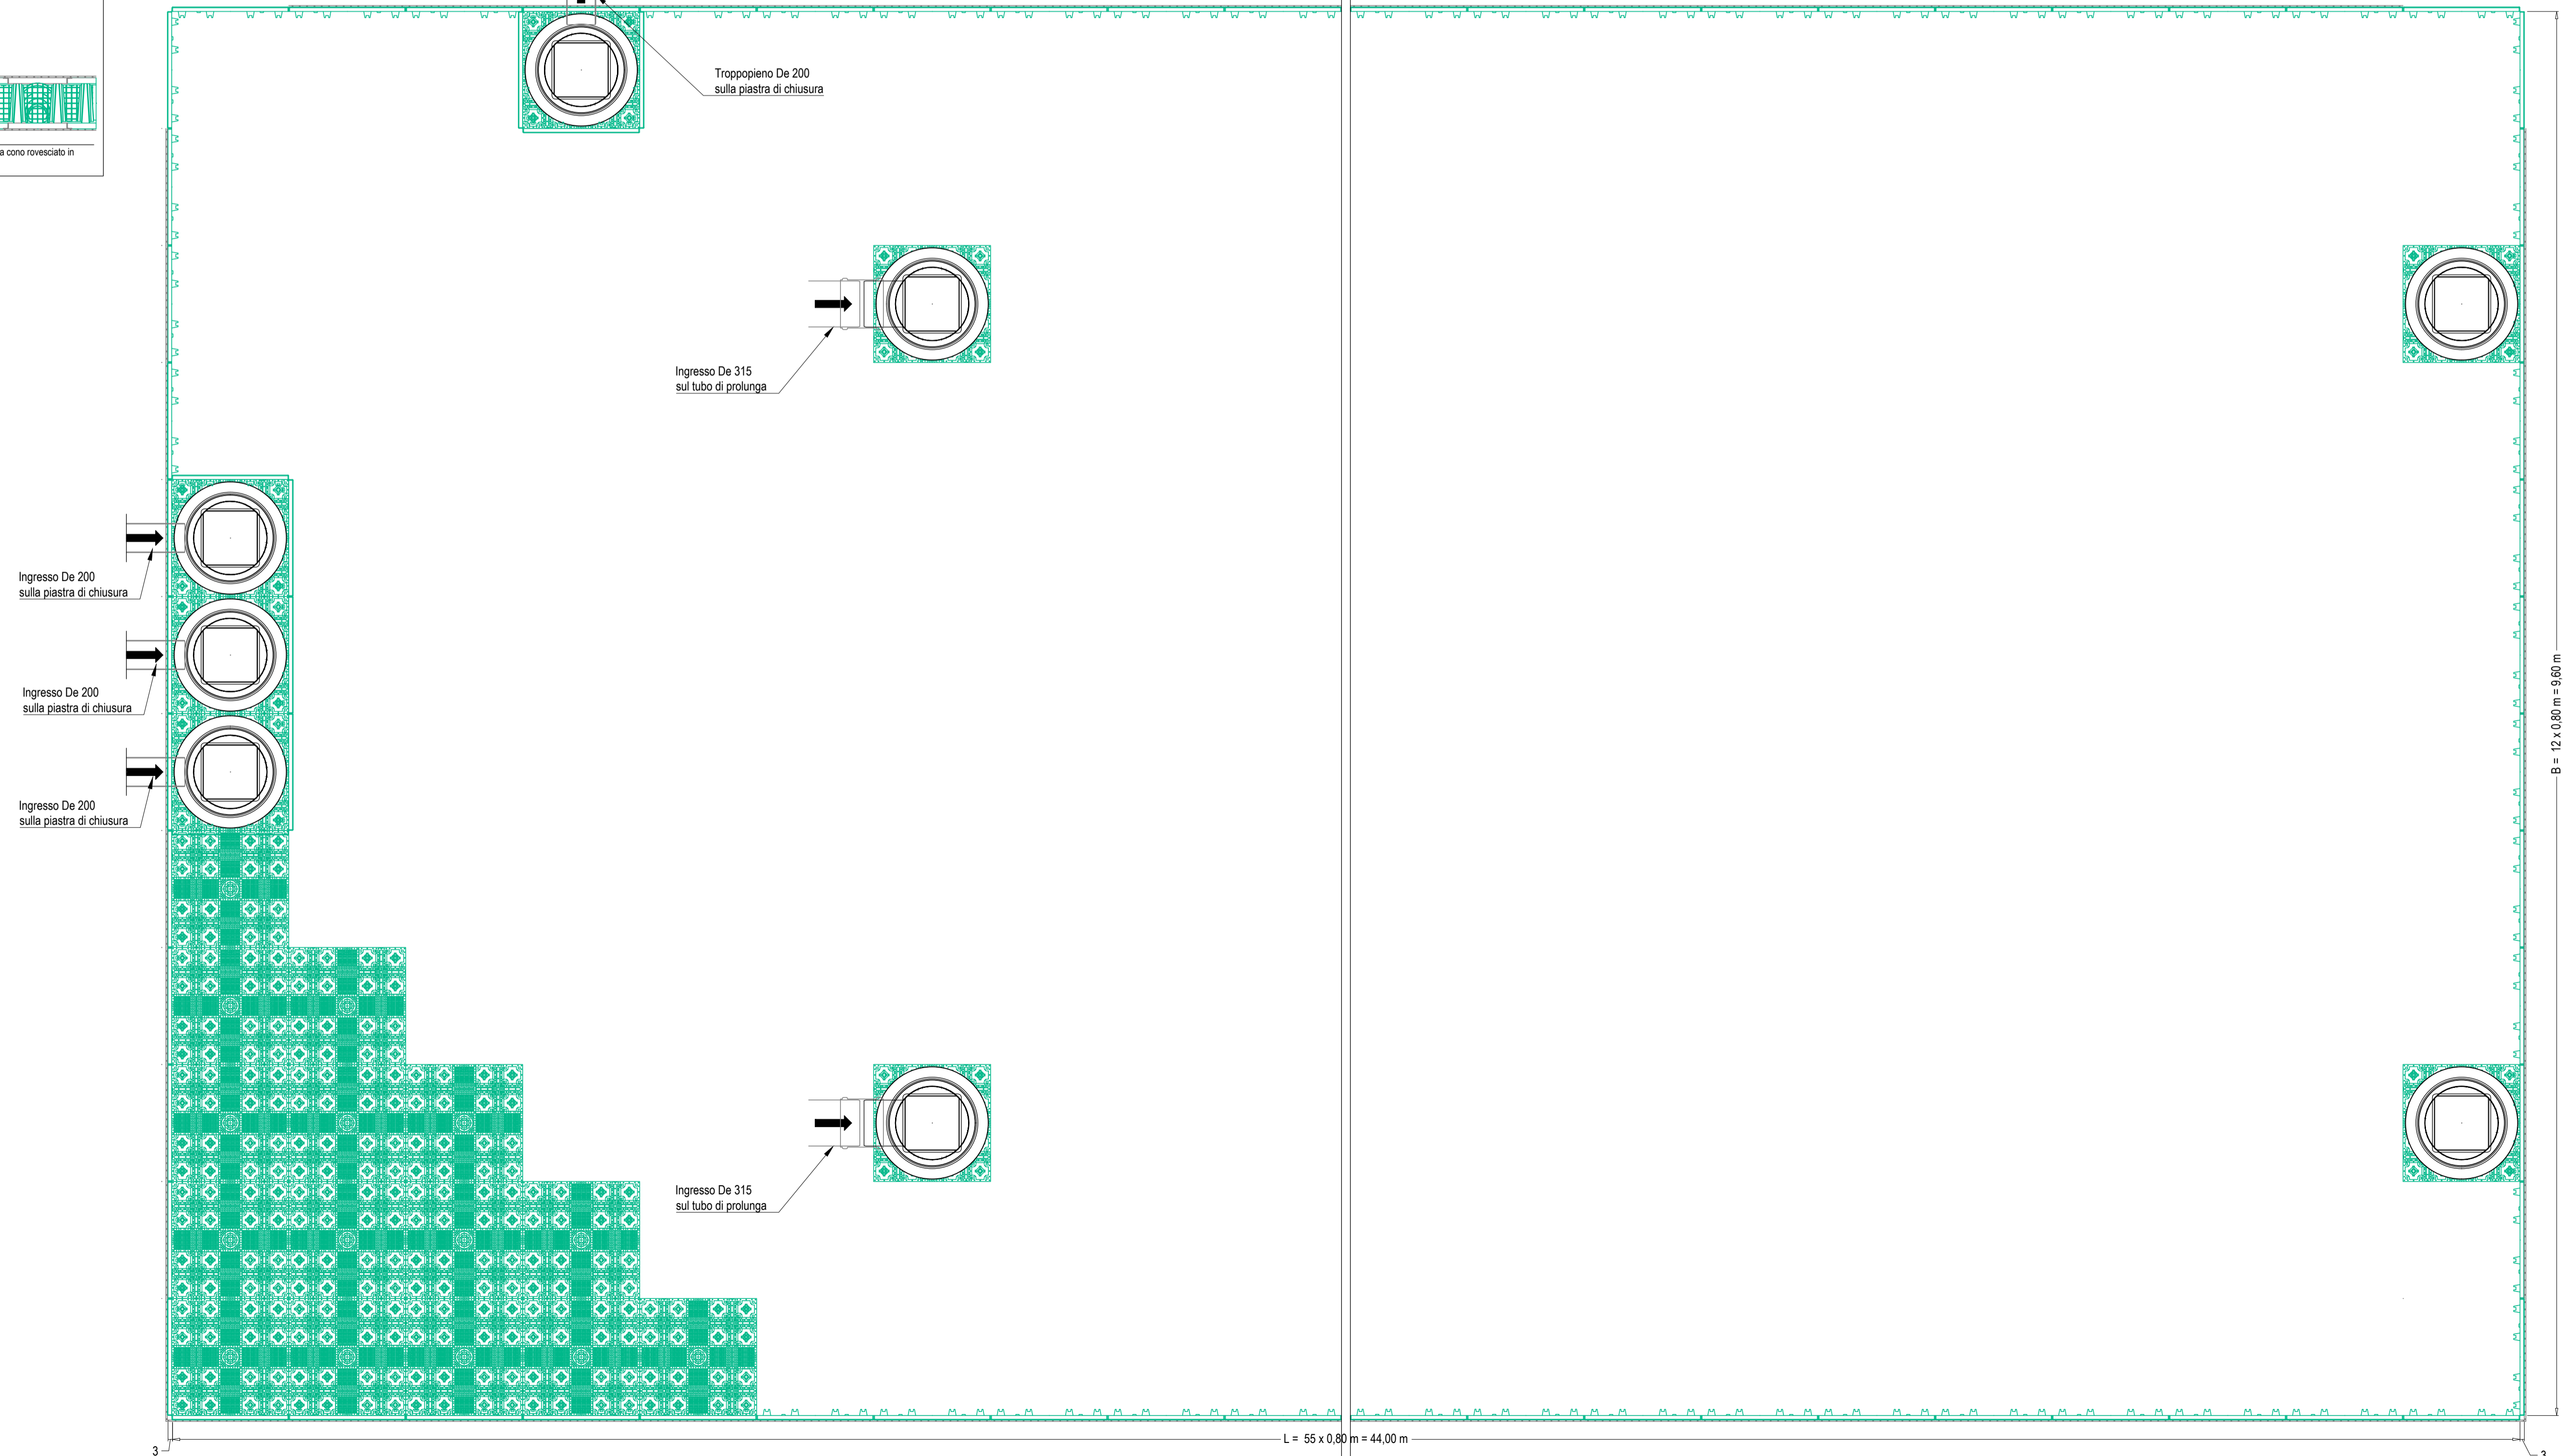 Troppopieno De 200
sulla piastra di chiusura
a cono rovesciato in
Ingresso De 315
sul tubo di prolunga
Ingresso De 200
sulla piastra di chiusura
Ingresso De 200
sulla piastra di chiusura
Ingresso De 200
sulla piastra di chiusura
B = 12 x 0,80 m = 9,60 m
Ingresso De 315
sul tubo di prolunga
L = 55 x 0,80 m = 44,00 m
3
3